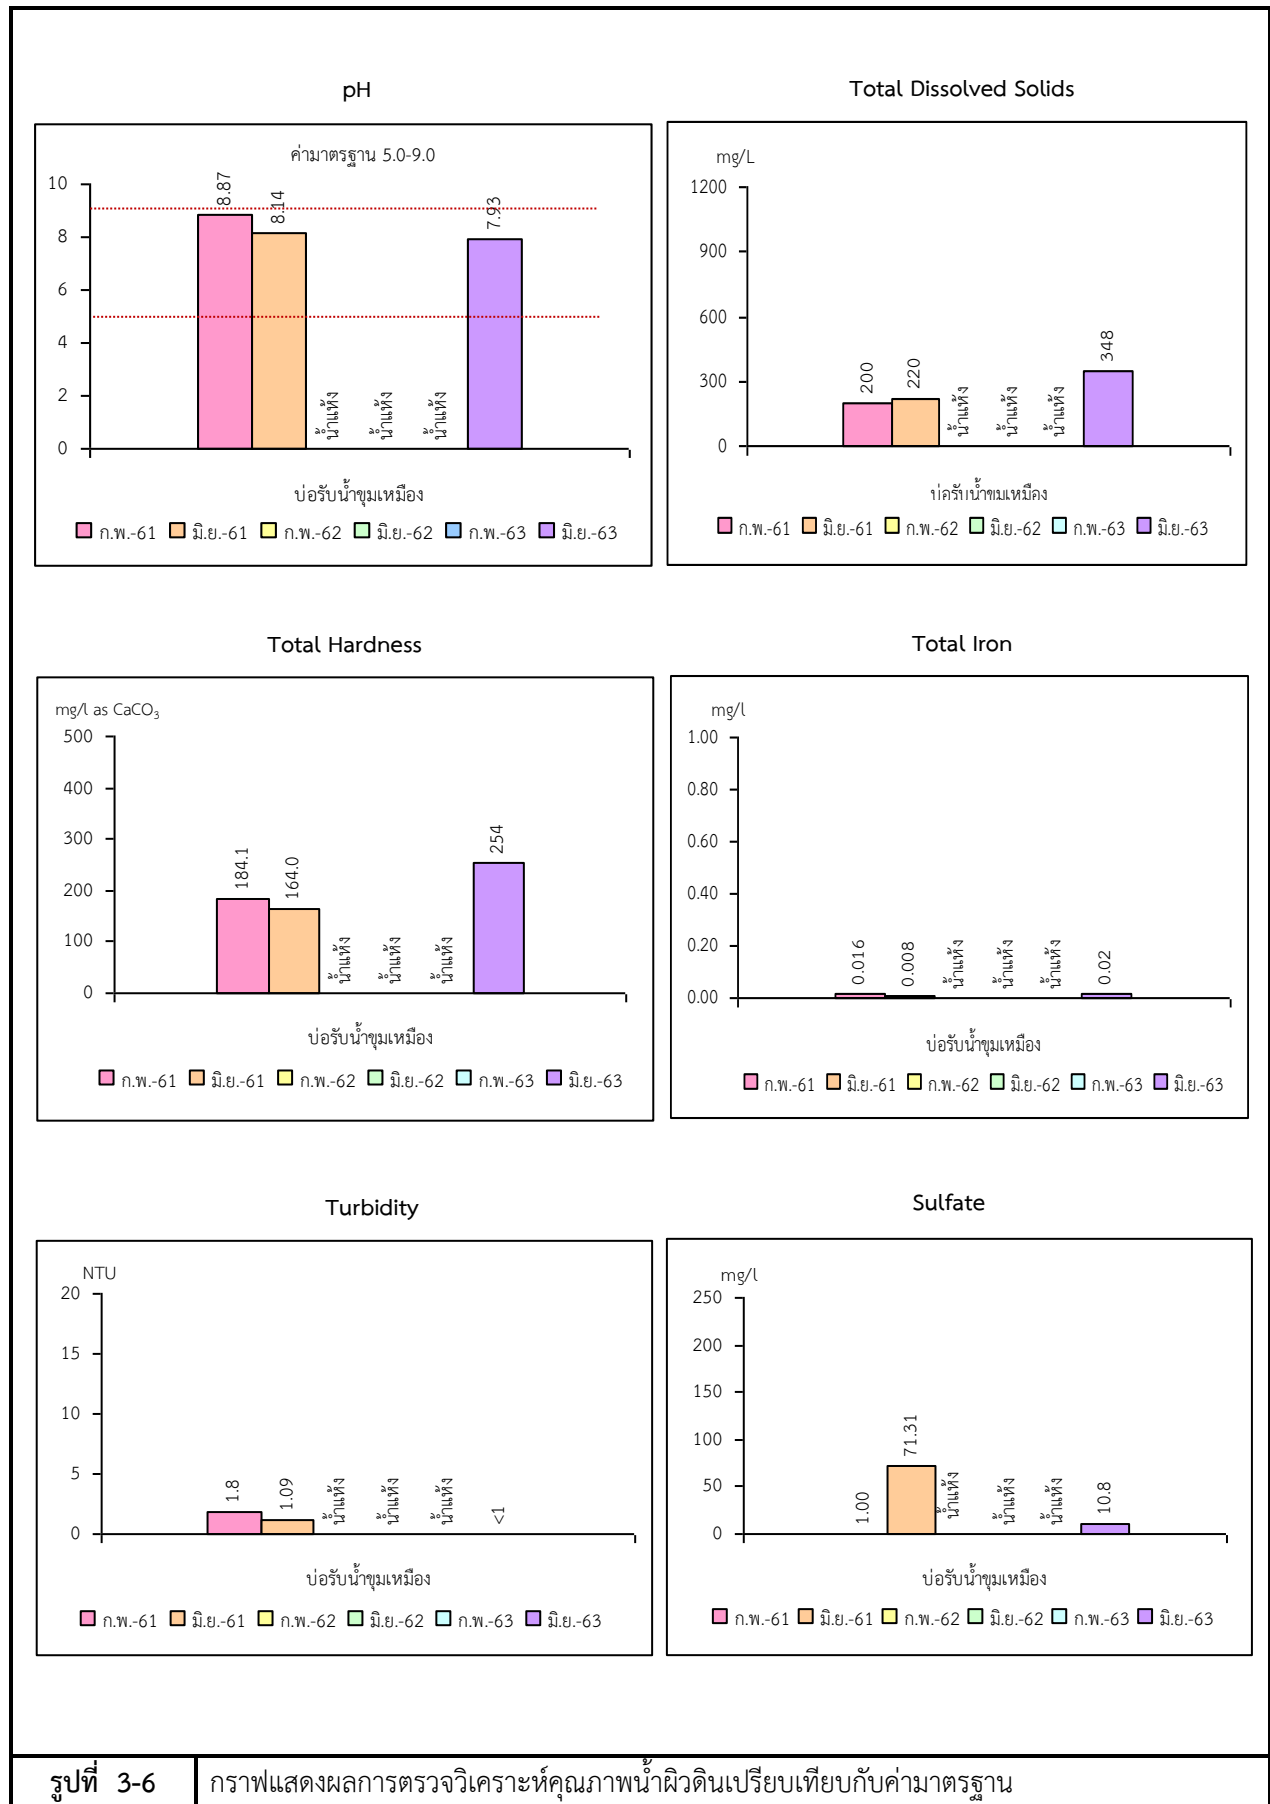 pH
ค่ามาตรฐาน 5.0-9.0
10
8
6
4
2
0
8.87
8.14
น้ำแห้ง
น้ำแห้ง
น้ำแห้ง
7.93
บ่อรับน้ำขุมเหมือง
ก.พ.-61 มิ.ย.-61 ก.พ.-62 มิ.ย.-62 ก.พ.-63 มิ.ย.-63
Total Dissolved Solids
mg/L
1200
900
600
300
0
200
220
น้ำแห้ง
น้ำแห้ง
น้ำแห้ง
348
บ่อรับน้ำขุมเหมือง
ก.พ.-61 มิ.ย.-61 ก.พ.-62 มิ.ย.-62 ก.พ.-63 มิ.ย.-63
Total Hardness
mg/l as CaCO₃
500
400
300
200
100
0
184.1
164.0
น้ำแห้ง
น้ำแห้ง
น้ำแห้ง
254
บ่อรับน้ำขุมเหมือง
ก.พ.-61 มิ.ย.-61 ก.พ.-62 มิ.ย.-62 ก.พ.-63 มิ.ย.-63
Total Iron
mg/l
1.00
0.80
0.60
0.40
0.20
0.00
0.016
0.008
น้ำแห้ง
น้ำแห้ง
น้ำแห้ง
0.02
บ่อรับน้ำขุมเหมือง
ก.พ.-61 มิ.ย.-61 ก.พ.-62 มิ.ย.-62 ก.พ.-63 มิ.ย.-63
Turbidity
NTU
20
15
10
5
0
1.8
1.09
น้ำแห้ง
น้ำแห้ง
น้ำแห้ง
<1
บ่อรับน้ำขุมเหมือง
ก.พ.-61 มิ.ย.-61 ก.พ.-62 มิ.ย.-62 ก.พ.-63 มิ.ย.-63
Sulfate
mg/l
250
200
150
100
50
0
1.00
71.31
น้ำแห้ง
น้ำแห้ง
น้ำแห้ง
10.8
บ่อรับน้ำขุมเหมือง
ก.พ.-61 มิ.ย.-61 ก.พ.-62 มิ.ย.-62 ก.พ.-63 มิ.ย.-63
รูปที่ 3-6 กราฟแสดงผลการตรวจวิเคราะห์คุณภาพน้ำผิวดินเปรียบเทียบกับค่ามาตรฐาน